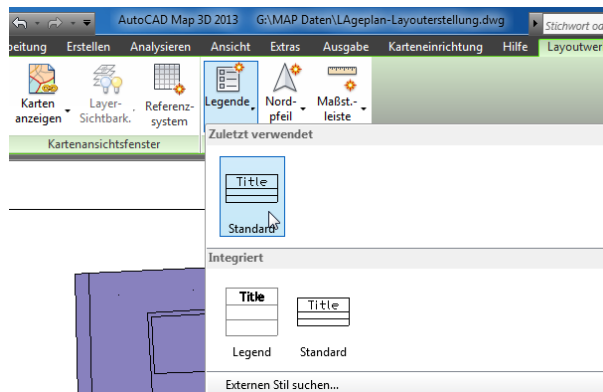 AutoCAD Map 3D 2013 G:\MAP Daten\LAgeplan-Layouterstellung.dwg
Stichwort oc
beitung Erstellen Analysieren Ansicht Extras Ausgabe Karteneinrichtung Hilfe Layoutwer
Karten anzeigen
Layer-Sichtbark.
Referenz-system
Legende
Nord-pfeil
Maßst.-leiste
Kartenansichtsfenster
Zuletzt verwendet
Title
Standard
Integriert
Title
Title
Legend Standard
Externen Stil suchen...